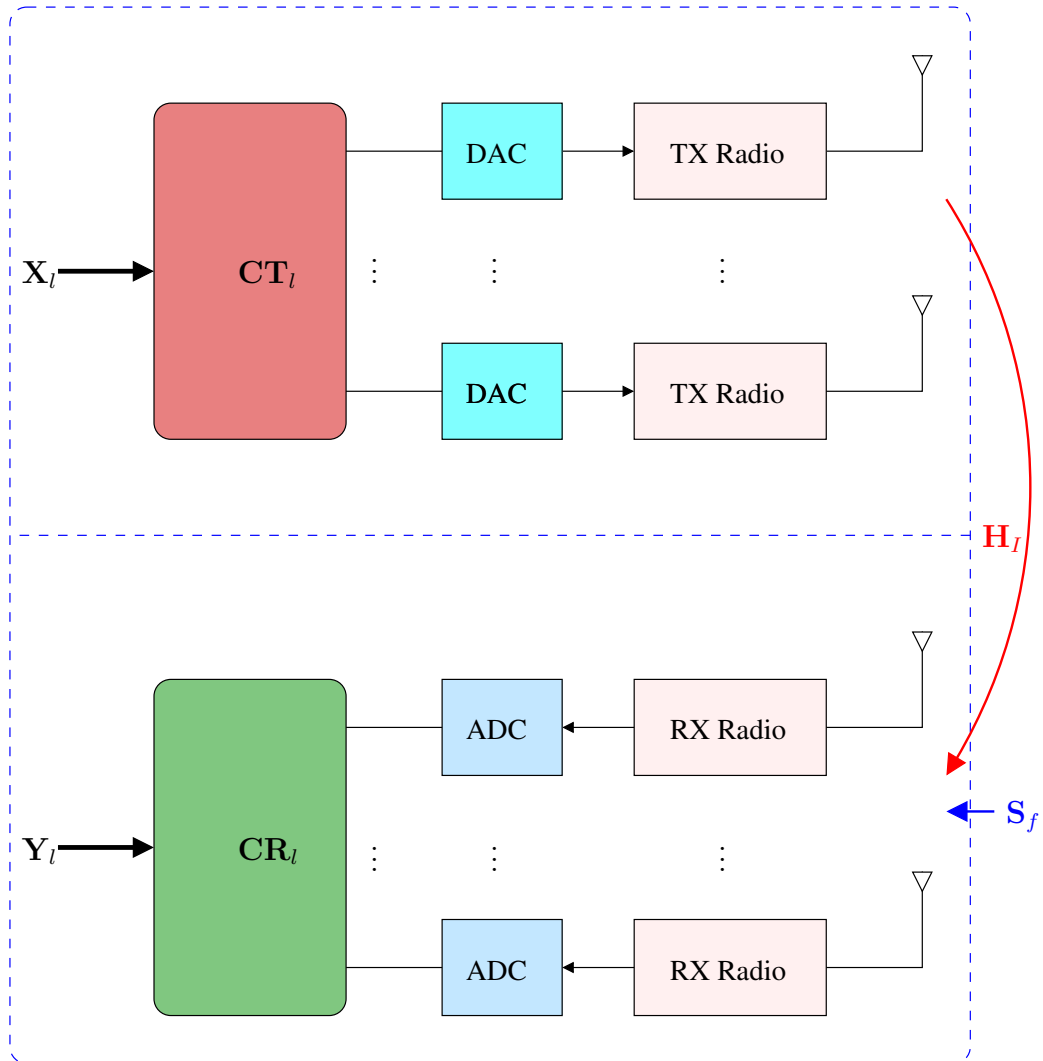 DAC
TX Radio
X_l
CT_l
⋮ ⋮ ⋮
DAC
TX Radio
H_I
ADC
RX Radio
S_f
Y_l
CR_l
⋮ ⋮ ⋮
ADC
RX Radio